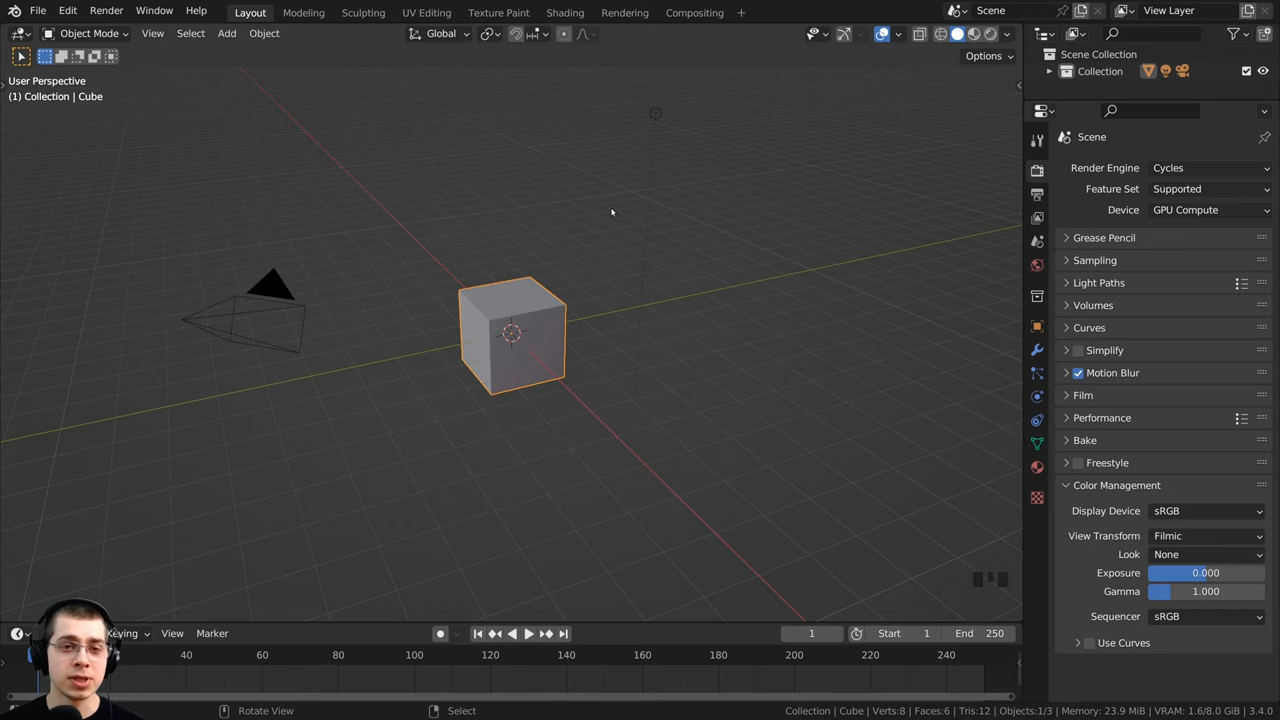 File Edit Render Window Help Layout Modeling Sculpting UV Editing Texture Paint Shading Animation Rendering Compositing + Scene View Layer
Object Mode View Select Add Object Global
Options
User Perspective
(1) Collection | Cube
Scene Collection
Collection
Scene
Render Engine Cycles
Feature Set Supported
Device GPU Compute
Grease Pencil
Sampling
Light Paths
Volumes
Curves
Simplify
Motion Blur
Film
Performance
Bake
Freestyle
Color Management
Display Device sRGB
View Transform Filmic
Look None
Exposure 0.000
Gamma 1.000
Sequencer sRGB
Use Curves
Keying View Marker 1 Start 1 End 250
40 60 80 100 120 140 160 180 200 220 240
Rotate View Select Collection | Cube | Verts:8 | Faces:6 | Tris:12 | Objects:1/3 | Memory: 23.9 MiB | VRAM: 1.6/8.0 GiB | 3.4.0